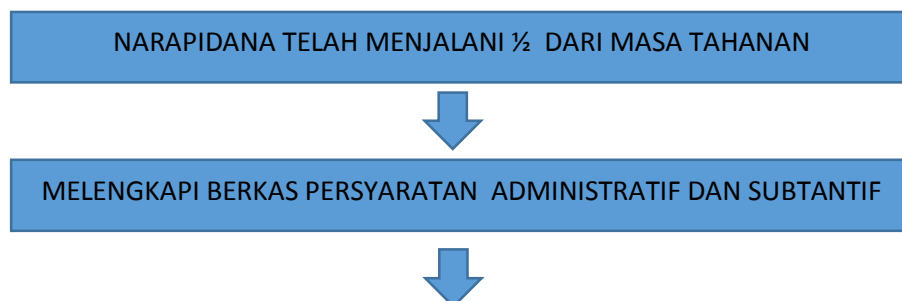 NARAPIDANA TELAH MENJALANI ½ DARI MASA TAHANAN
MELENGKAPI BERKAS PERSYARATAN ADMINISTRATIF DAN SUBTANTIF